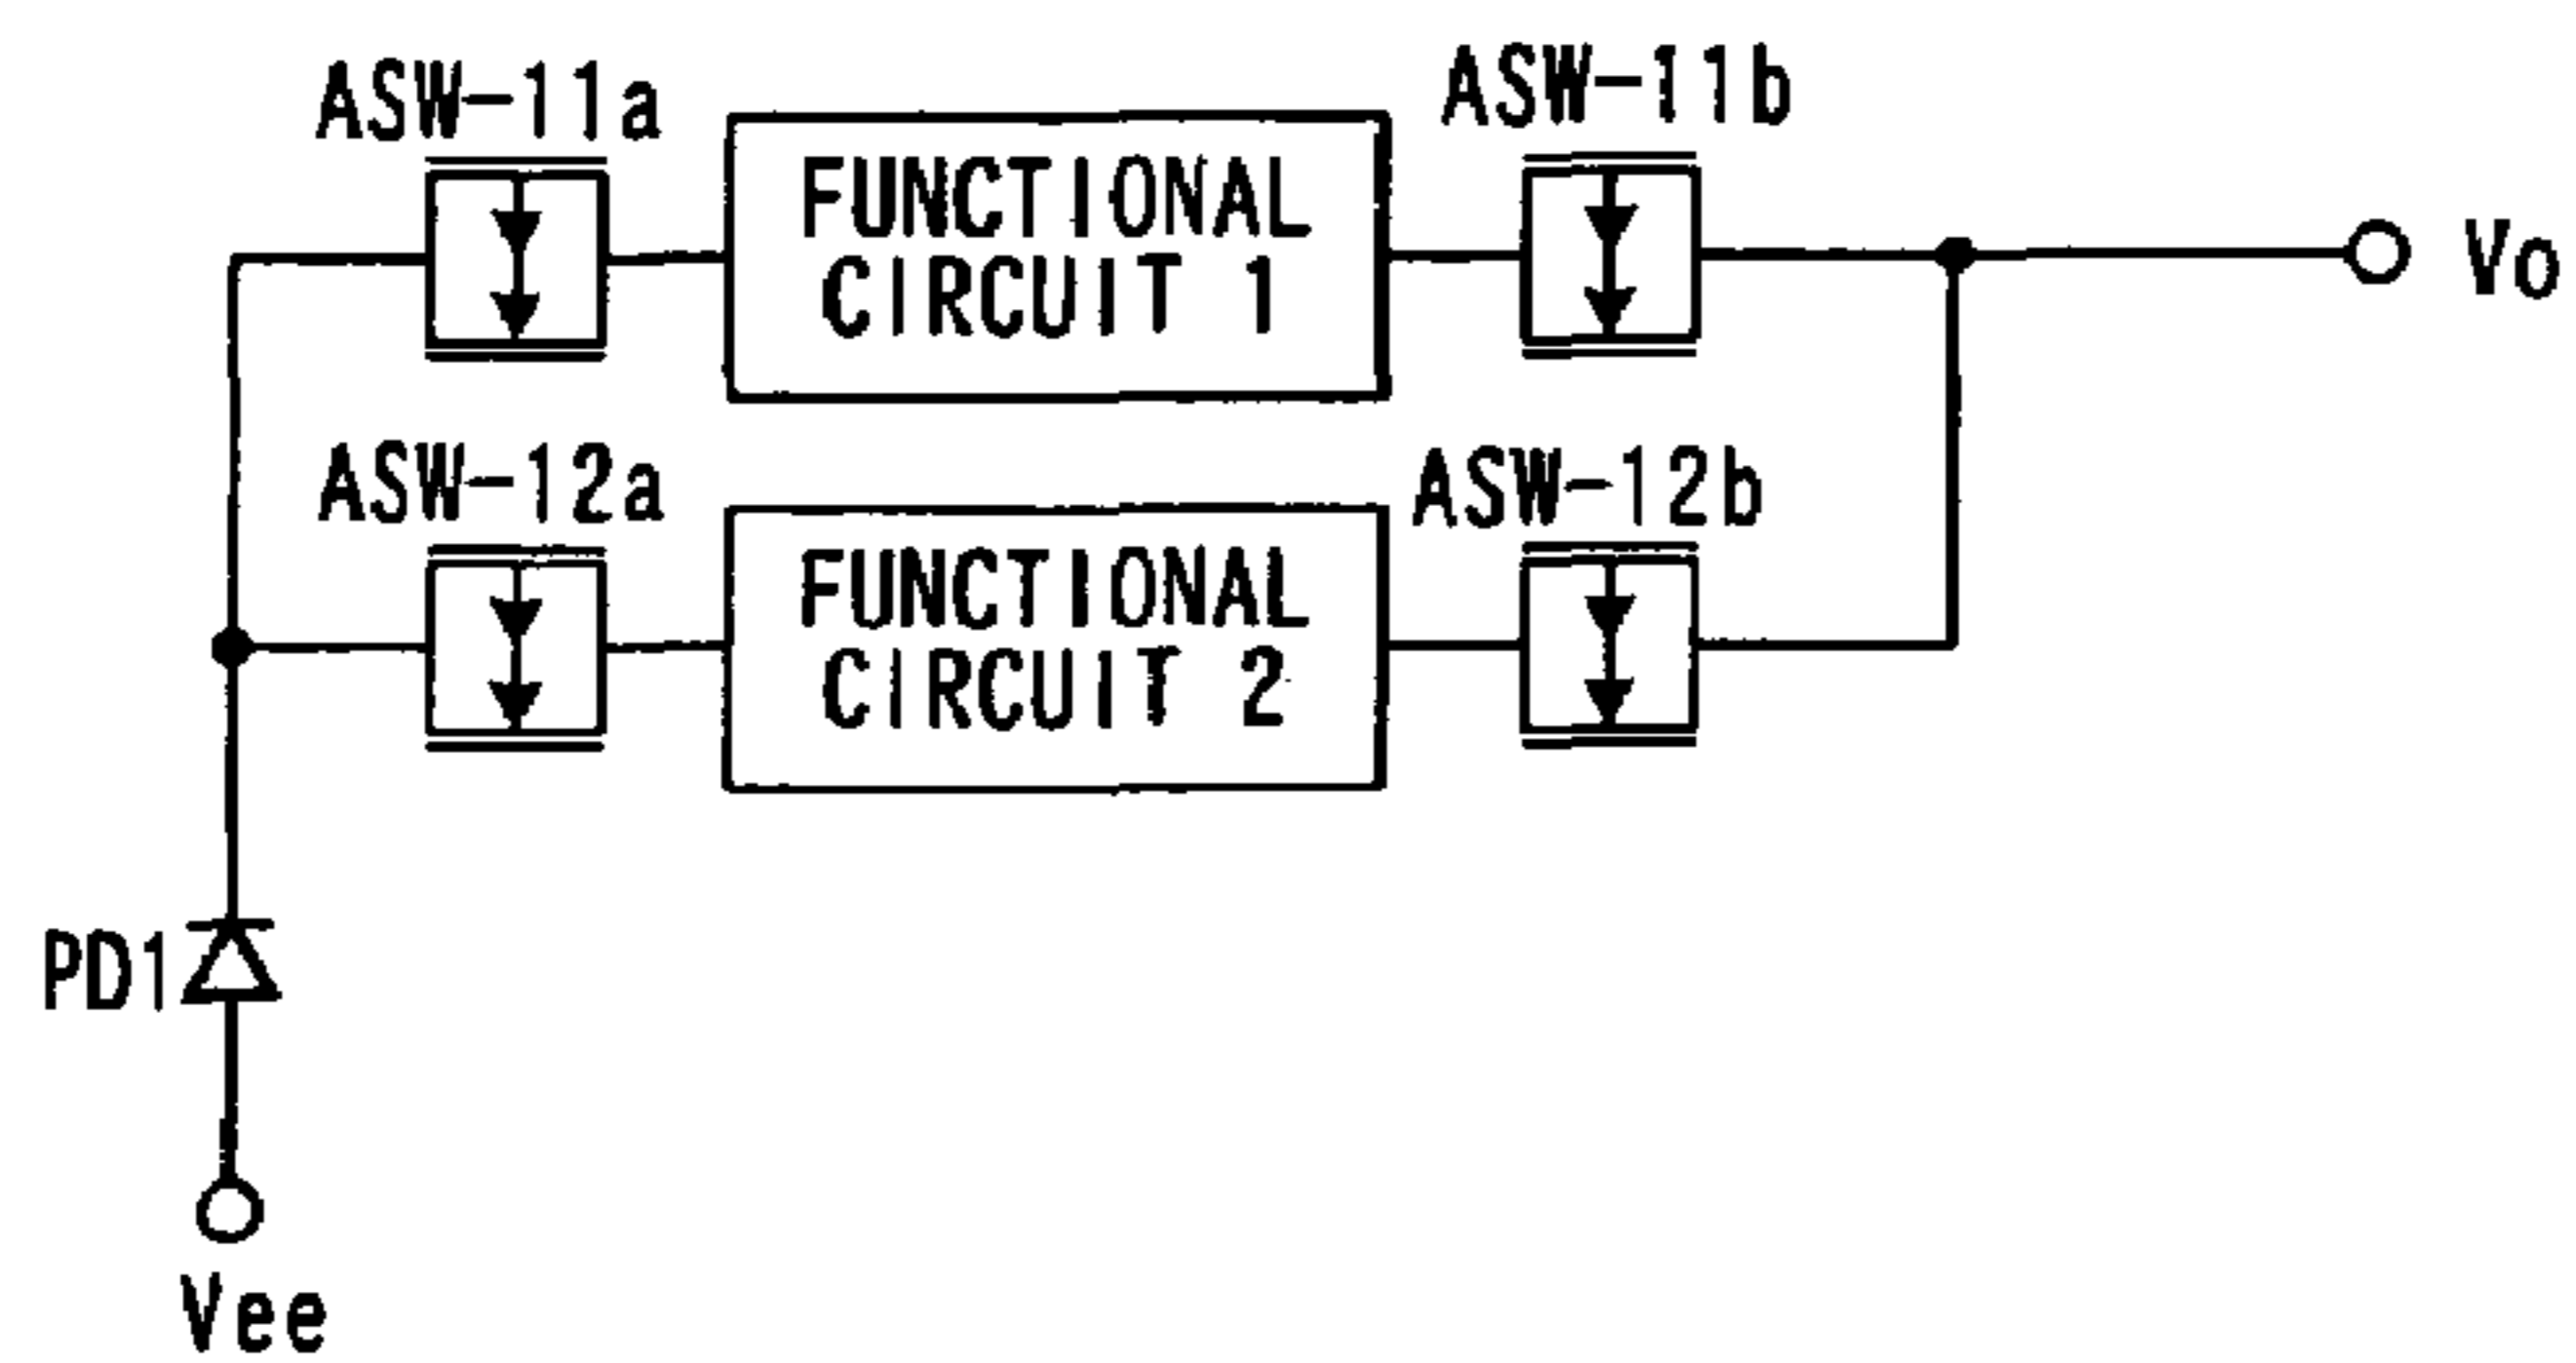 ASW-11a
ASW-11b
FUNCTIONAL
CIRCUIT 1
Vo
ASW-12a
ASW-12b
FUNCTIONAL
CIRCUIT 2
PD1
Vee